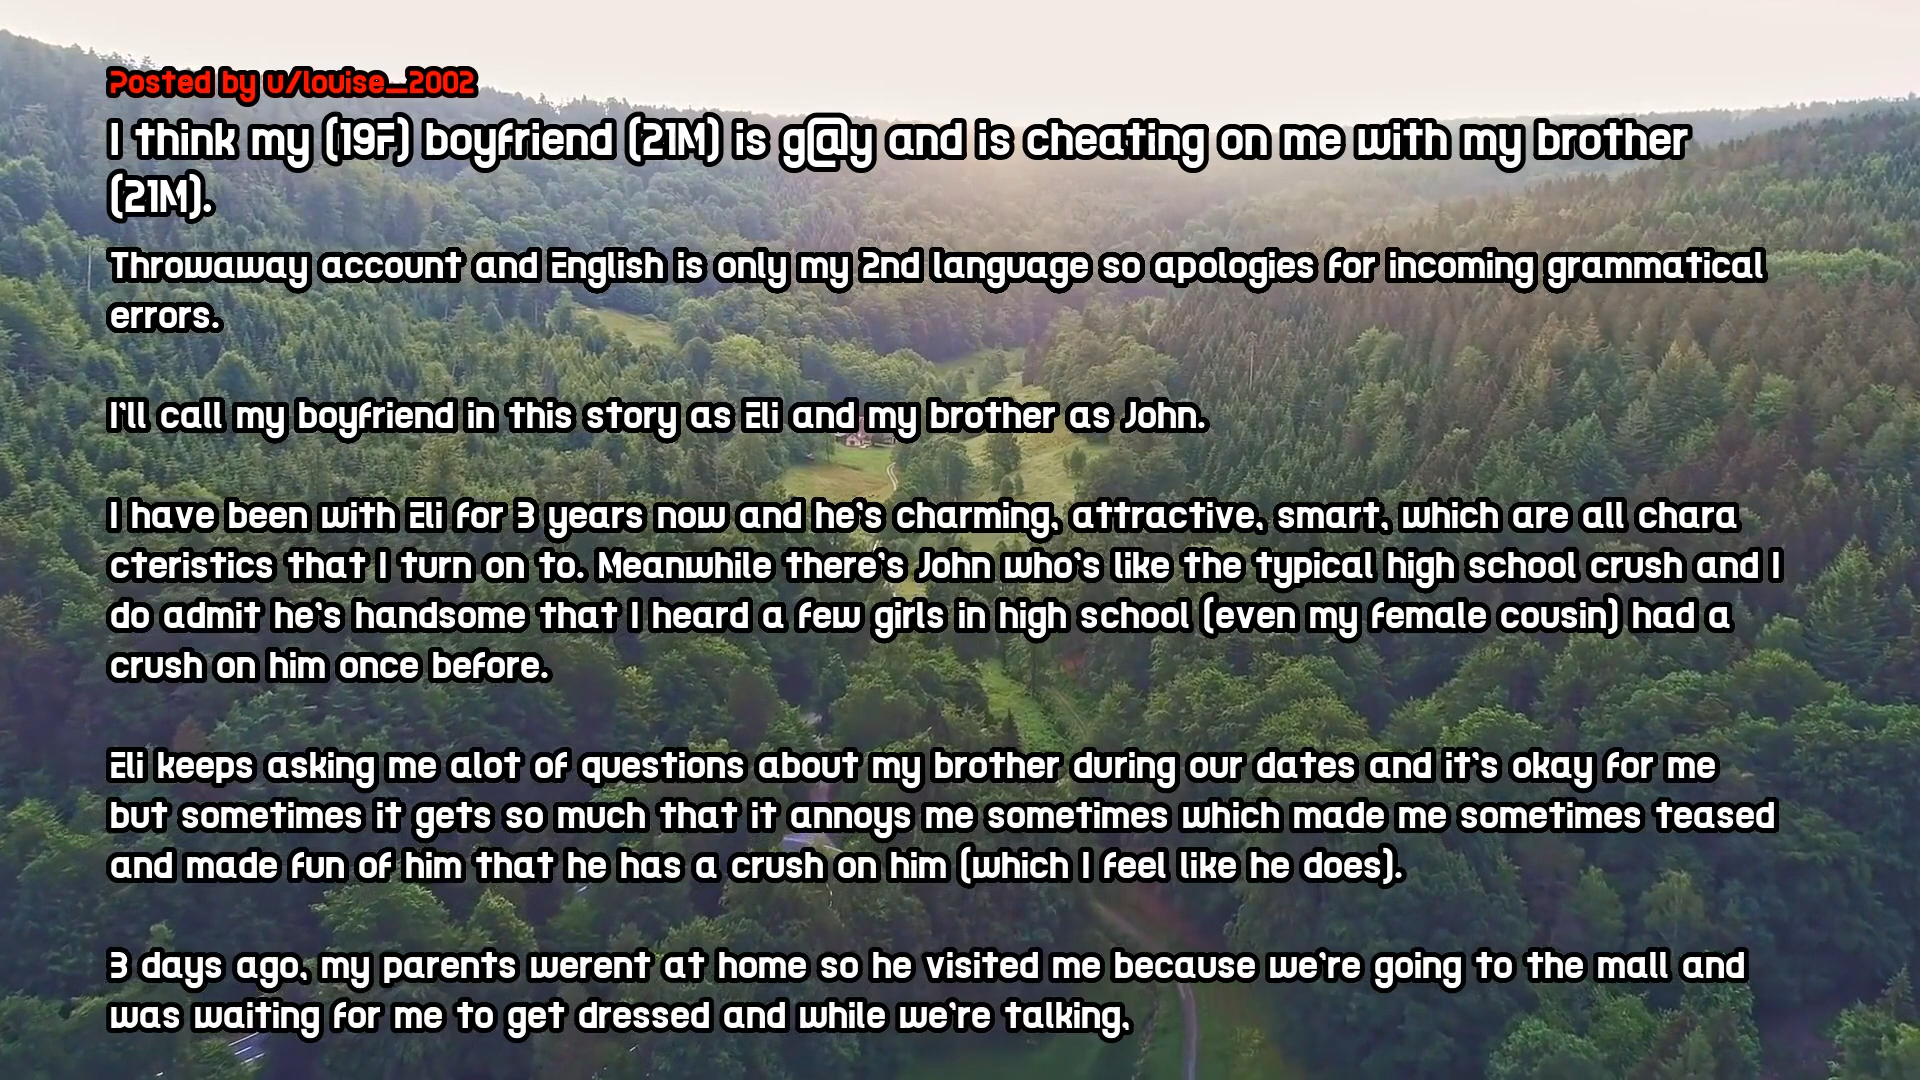 Posted by u/louise_2002
I think my (19F) boyfriend (21M) is g@y and is cheating on me with my brother
(21M).
Throwaway account and English is only my 2nd language so apologies for incoming grammatical
errors.
I'll call my boyfriend in this story as Eli and my brother as John.
I have been with Eli for 3 years now and he's charming, attractive, smart, which are all chara
cteristics that I turn on to. Meanwhile there's John who's like the typical high school crush and I
do admit he's handsome that I heard a few girls in high school (even my female cousin) had a
crush on him once before.
Eli keeps asking me alot of questions about my brother during our dates and it's okay for me
but sometimes it gets so much that it annoys me sometimes which made me sometimes teased
and made fun of him that he has a crush on him (which I feel like he does).
3 days ago, my parents werent at home so he visited me because we're going to the mall and
was waiting for me to get dressed and while we're talking,